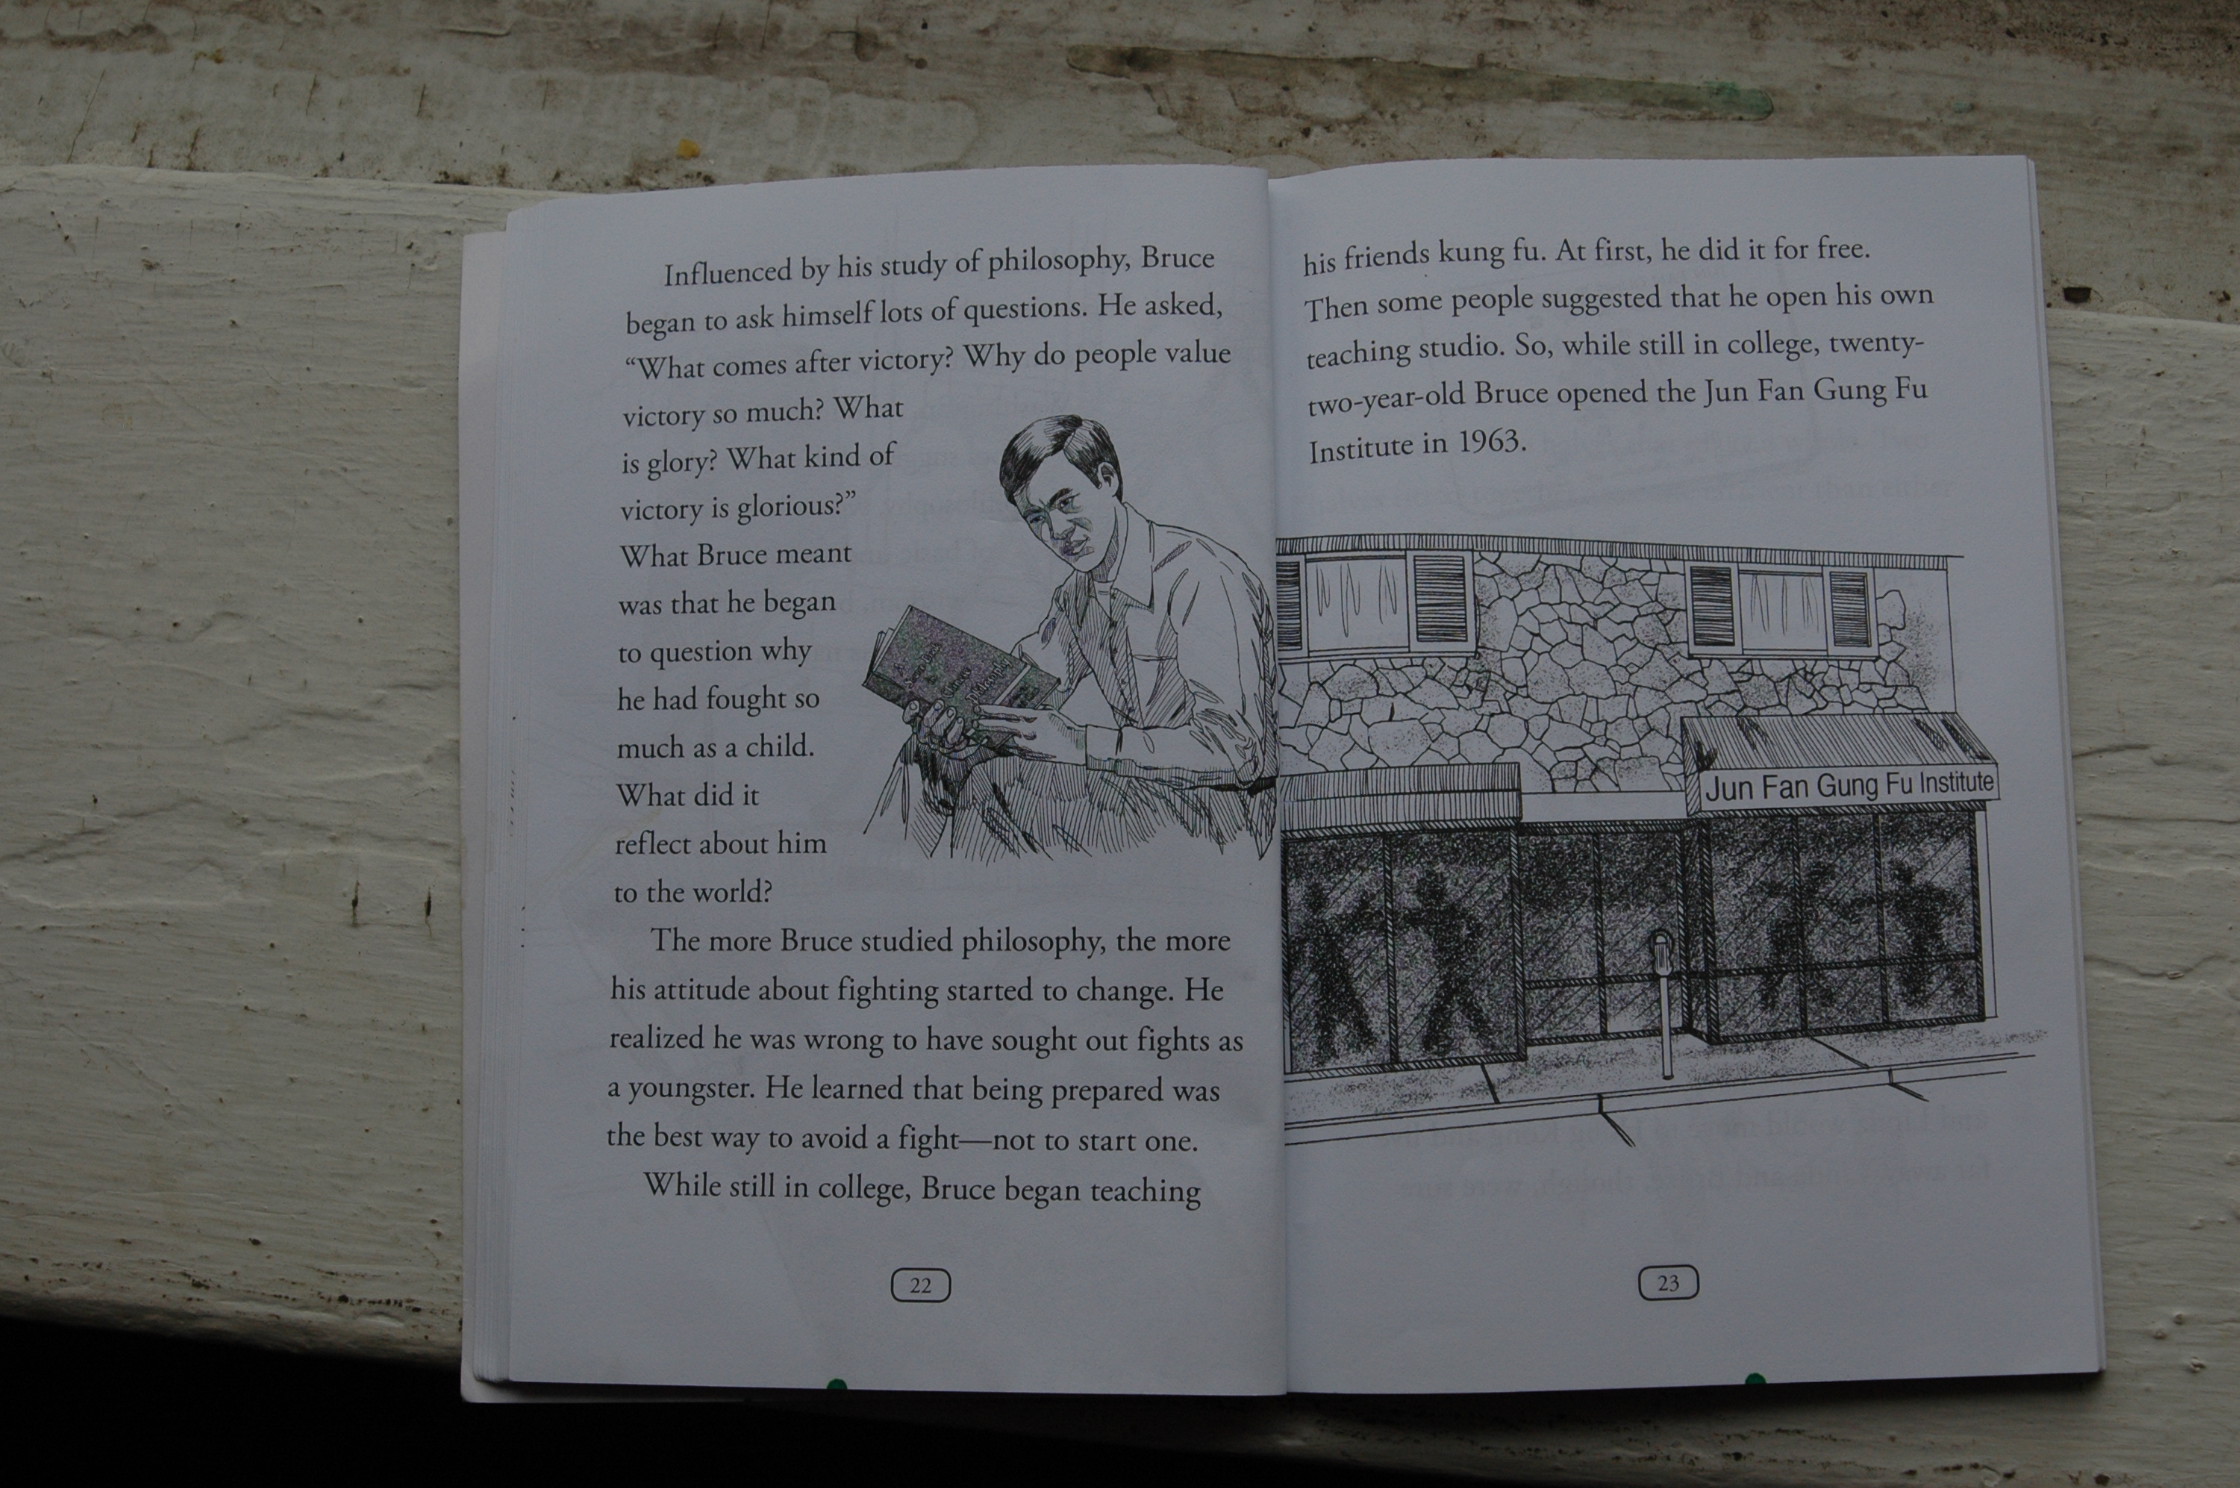 Influenced by his study of philosophy, Bruce
began to ask himself lots of questions. He asked,
“What comes after victory? Why do people value
victory so much? What
is glory? What kind of
victory is glorious?”
What Bruce meant
was that he began
to question why
he had fought so
much as a child.
What did it
reflect about him
to the world?
The more Bruce studied philosophy, the more
his attitude about fighting started to change. He
realized he was wrong to have sought out fights as
a youngster. He learned that being prepared was
the best way to avoid a fight—not to start one.
While still in college, Bruce began teaching
22
his friends kung fu. At first, he did it for free.
Then some people suggested that he open his own
teaching studio. So, while still in college, twenty-
two-year-old Bruce opened the Jun Fan Gung Fu
Institute in 1963.
Jun Fan Gung Fu Institute
23